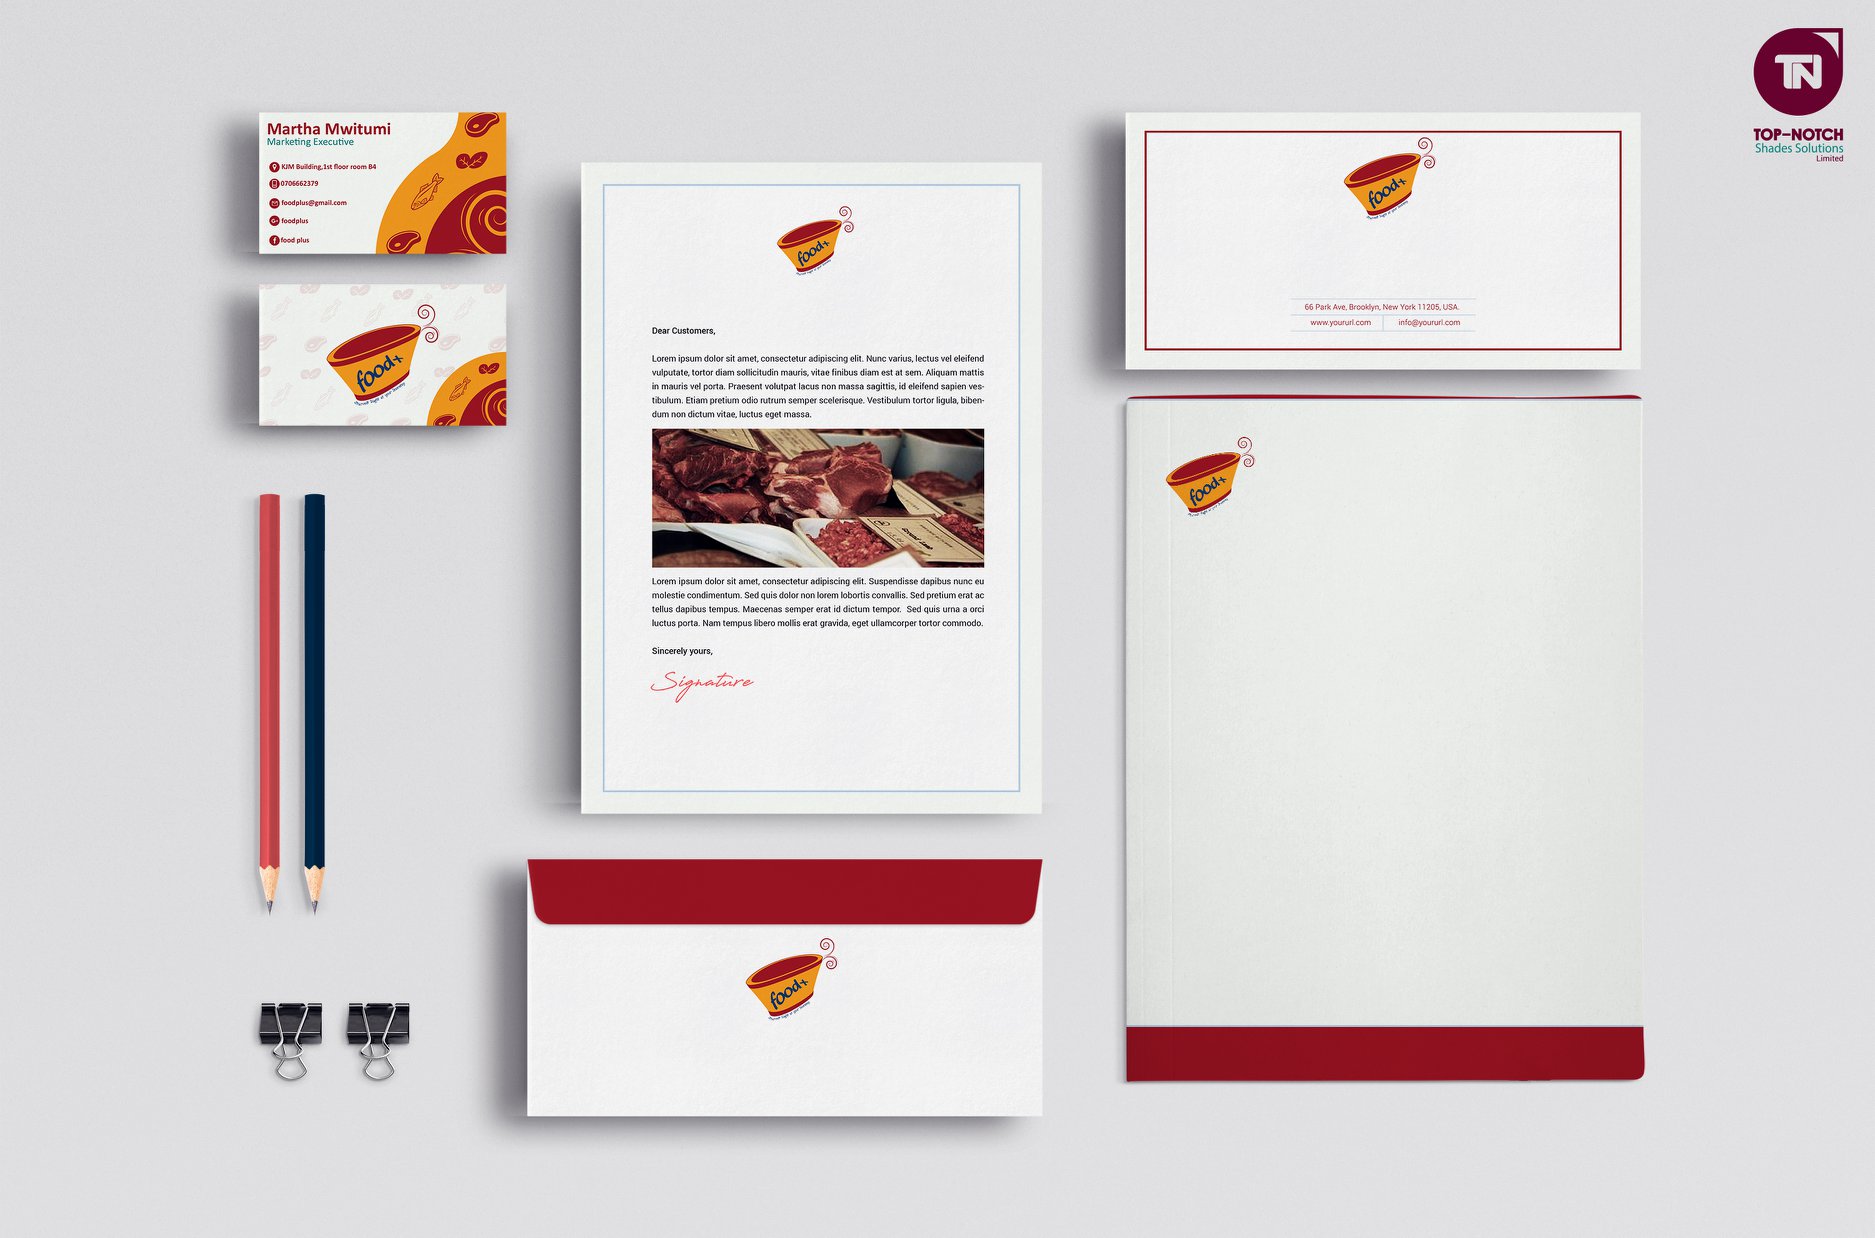 Martha Mwitumi
Marketing Executive
KJM Building,1st floor room B4
0706662379
foodplus@gmail.com
G+ foodplus
f food plus
food+
food+
Dear Customers,
Lorem ipsum dolor sit amet, consectetur adipiscing elit. Nunc varius, lectus vel eleifend
vulputate, tortor diam sollicitudin mauris, vitae finibus diam est at sem. Aliquam mattis
in mauris vel porta. Praesent volutpat lacus non massa sagittis, id eleifend sapien ves-
tibulum. Etiam pretium odio rutrum semper scelerisque. Vestibulum tortor ligula, biben-
dum non dictum vitae, luctus eget massa.
Lorem ipsum dolor sit amet, consectetur adipiscing elit. Suspendisse dapibus nunc eu
molestie condimentum. Sed quis dolor non lorem lobortis convallis. Sed pretium erat ac
tellus dapibus tempus. Maecenas semper erat id dictum tempor. Sed quis urna a orci
luctus porta. Nam tempus libero mollis erat gravida, eget ullamcorper tortor commodo.
Sincerely yours,
Signature
food+
food+
66 Park Ave, Brooklyn, New York 11205, USA.
www.yoururl.com
info@yoururl.com
food+
TN
TOP-NOTCH
Shades Solutions
Limited